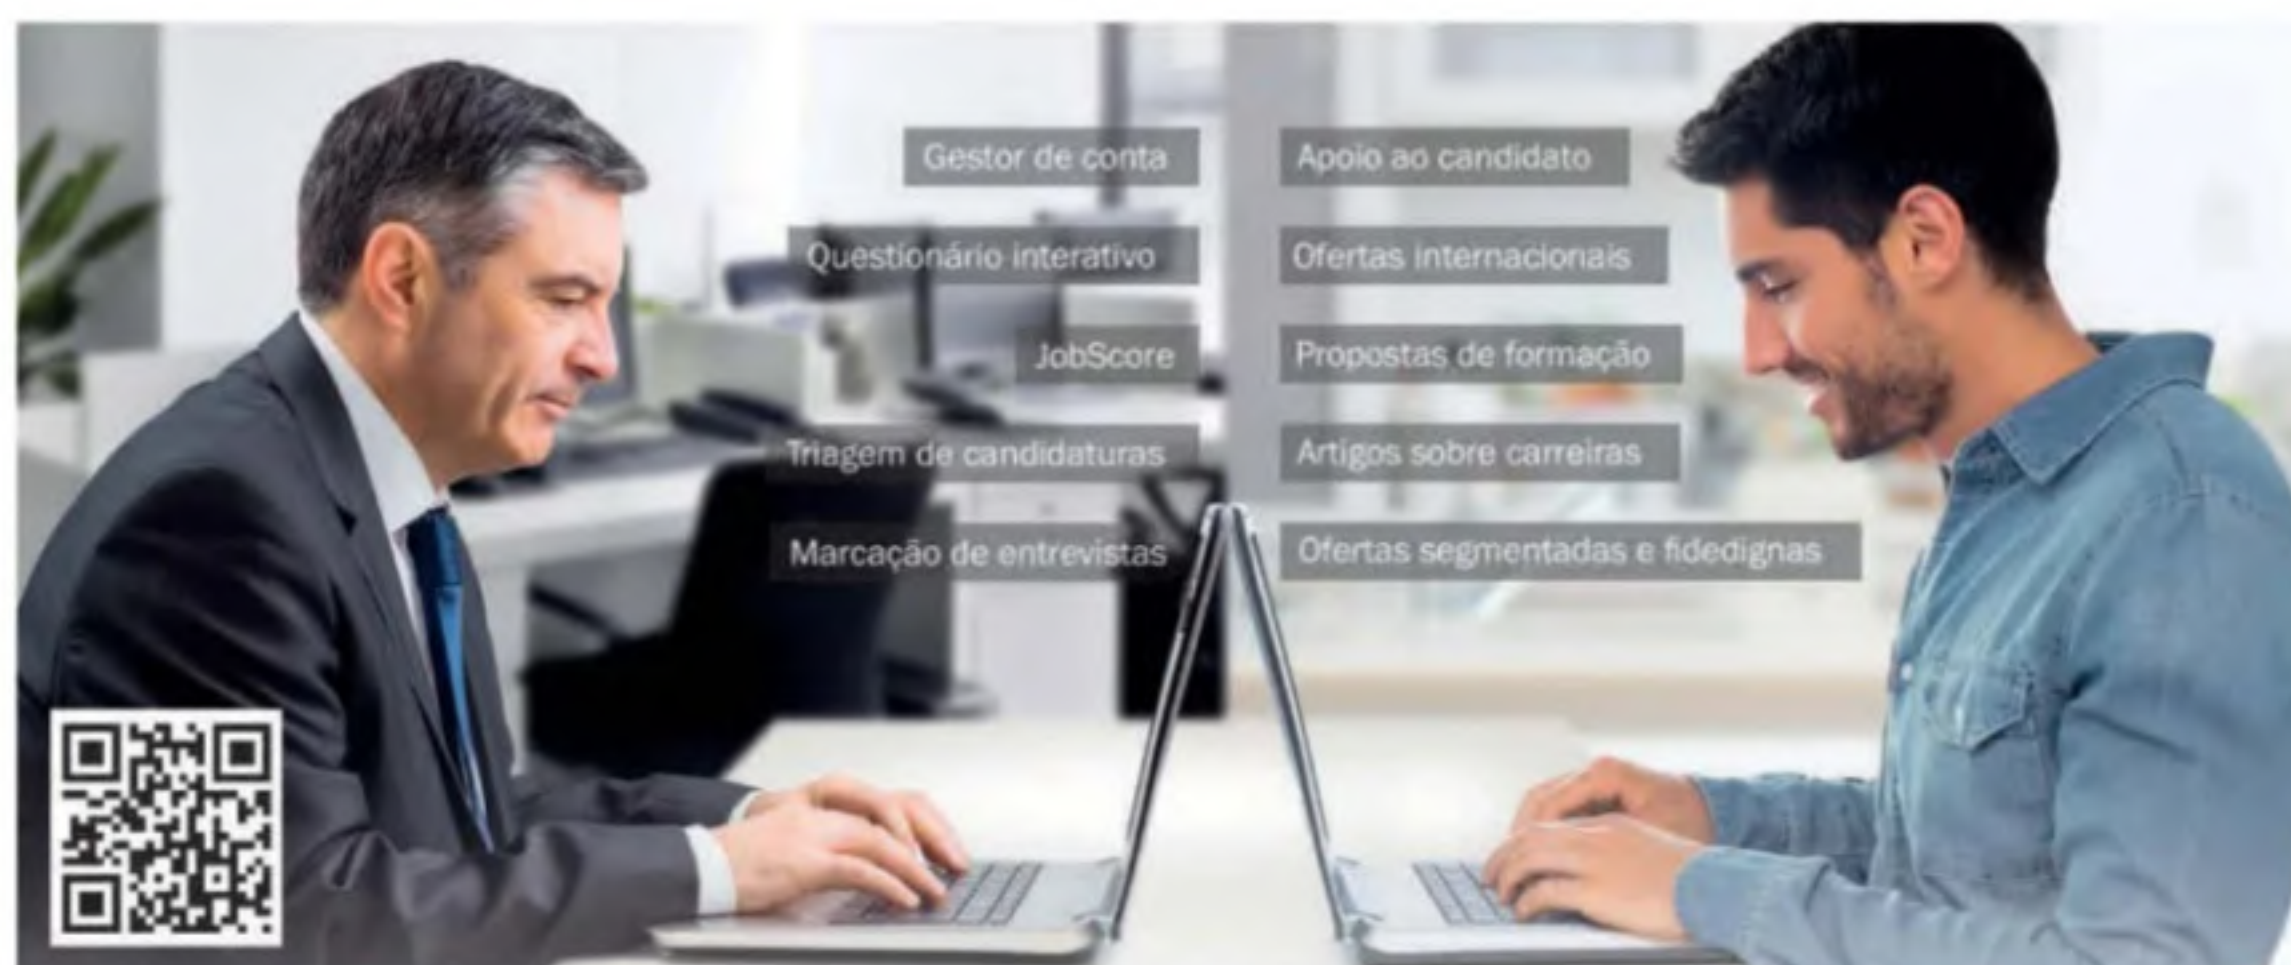 Gestor de conta
Questionário interativo
JobScore
Triagem de candidaturas
Marcação de entrevistas
Apoio ao candidato
Ofertas internacionais
Propostas de formação
Artigos sobre carreiras
Ofertas segmentadas e fidedignas